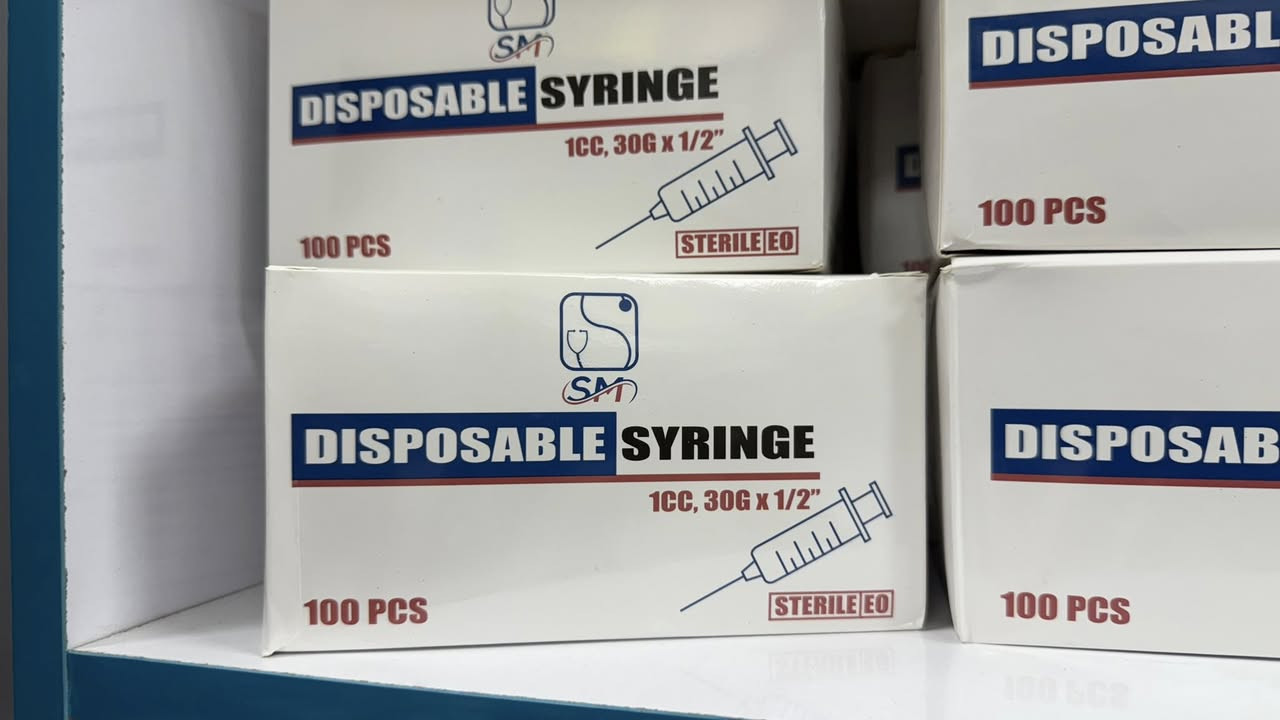 SM
DISPOSABLE SYRINGE
1CC, 30G x 1/2”
100 PCS
STERILE EO
DISPOSABL
100 PCS
SM
DISPOSABLE SYRINGE
1CC, 30G x 1/2”
100 PCS
STERILE EO
DISPOSAB
100 PCS